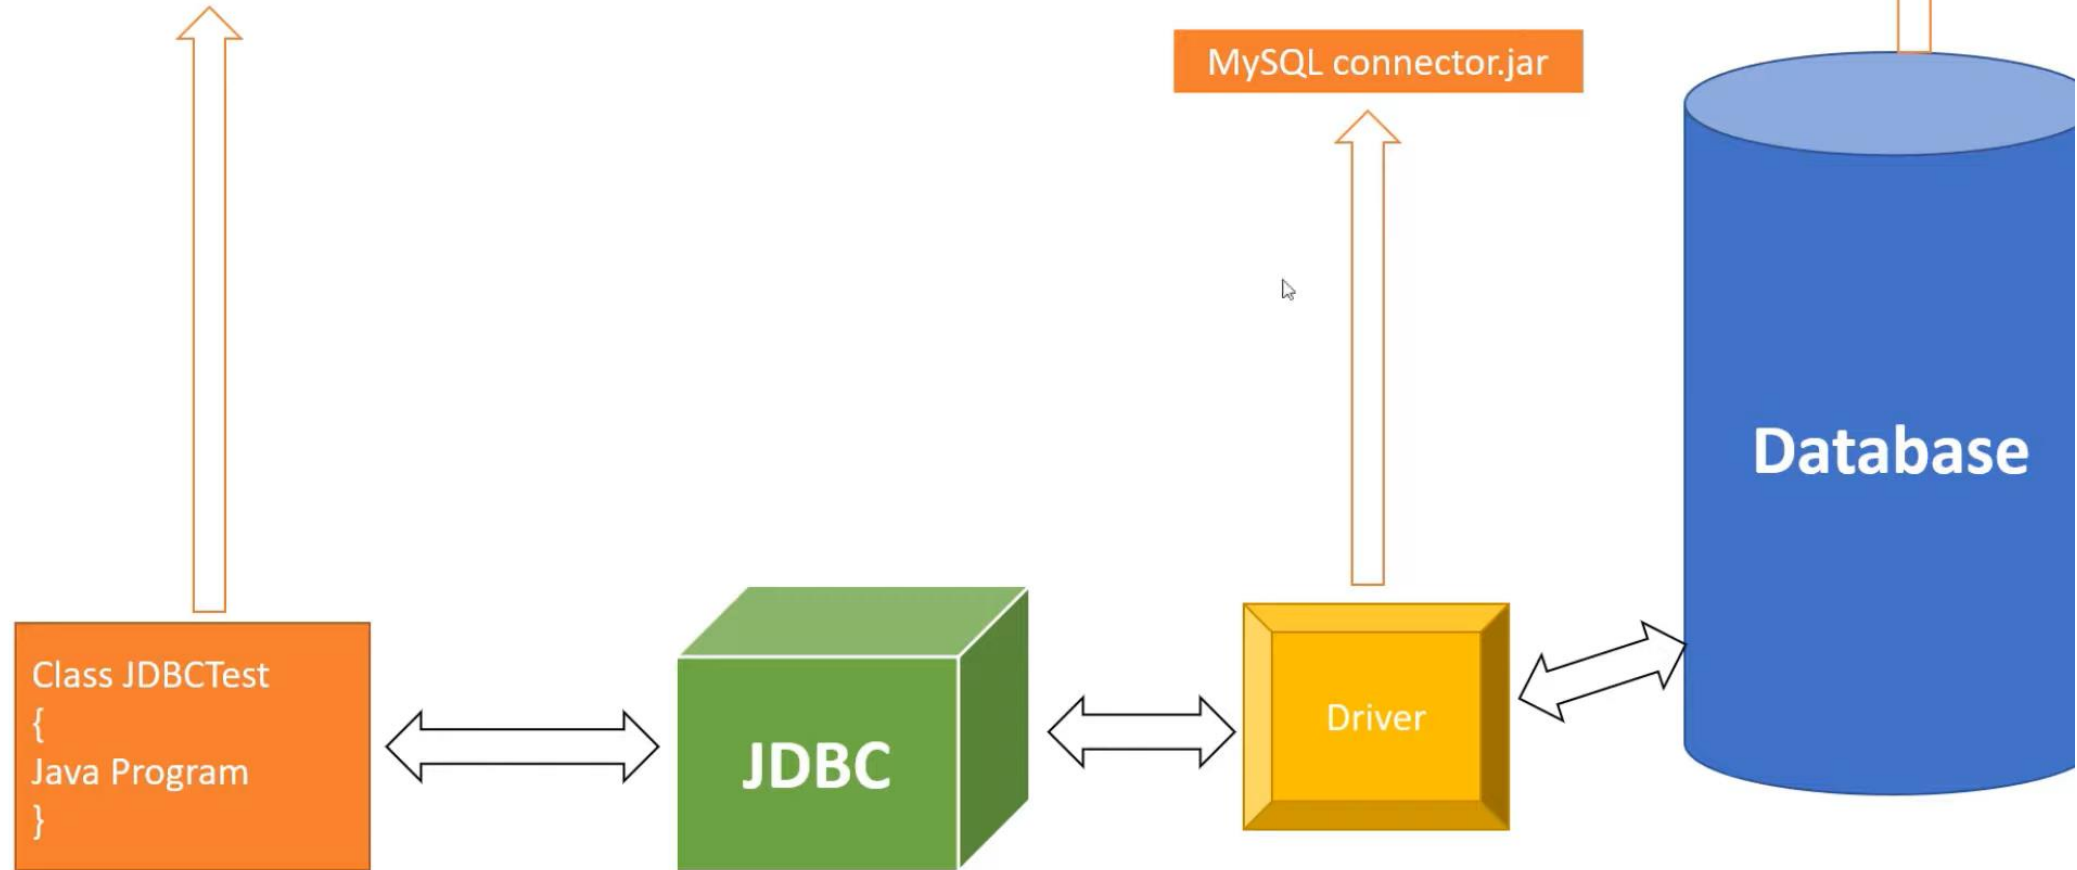 MySQL connector.jar
Database
Class JDBCTest
{
Java Program
}
JDBC
Driver